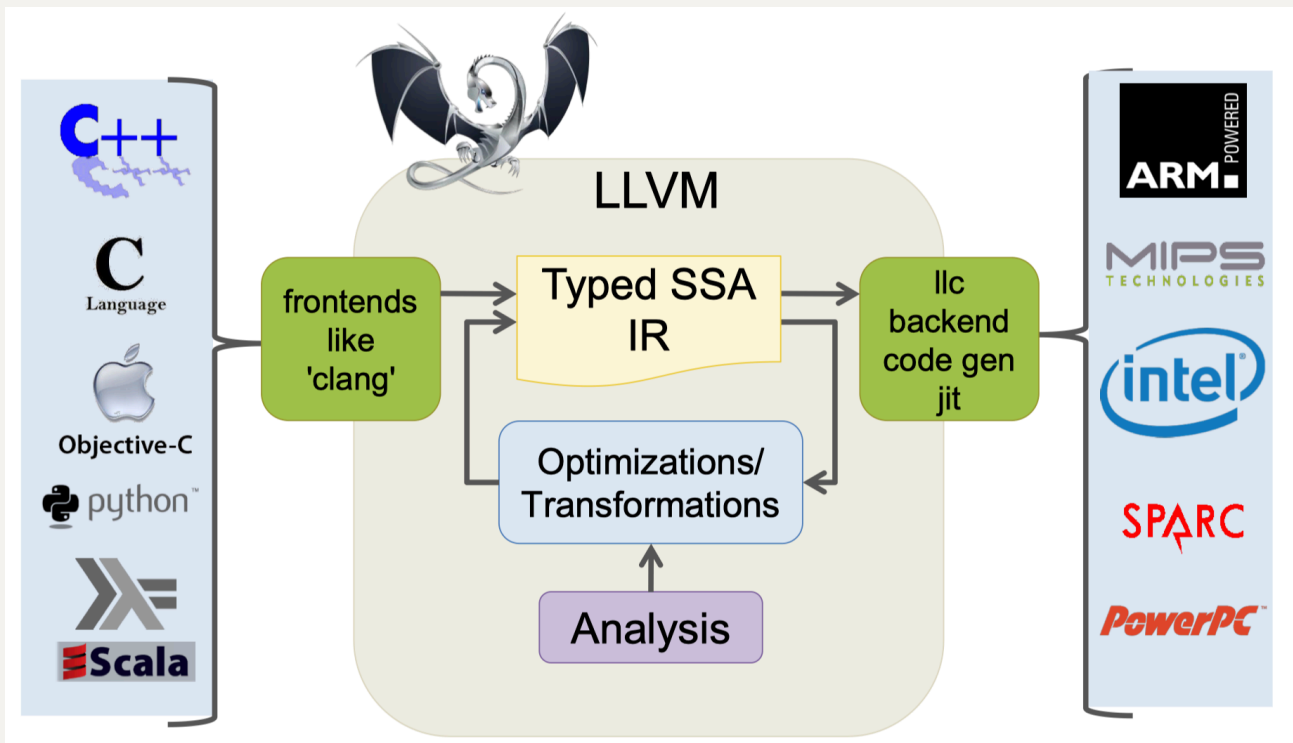 C++
C
Language
Objective-C
python™
Scala
frontends
like
'clang'
LLVM
Typed SSA
IR
Optimizations/
Transformations
Analysis
llc
backend
code gen
jit
ARM.
POWERED
MIPS
TECHNOLOGIES
intel®
SPARC
PowerPC™